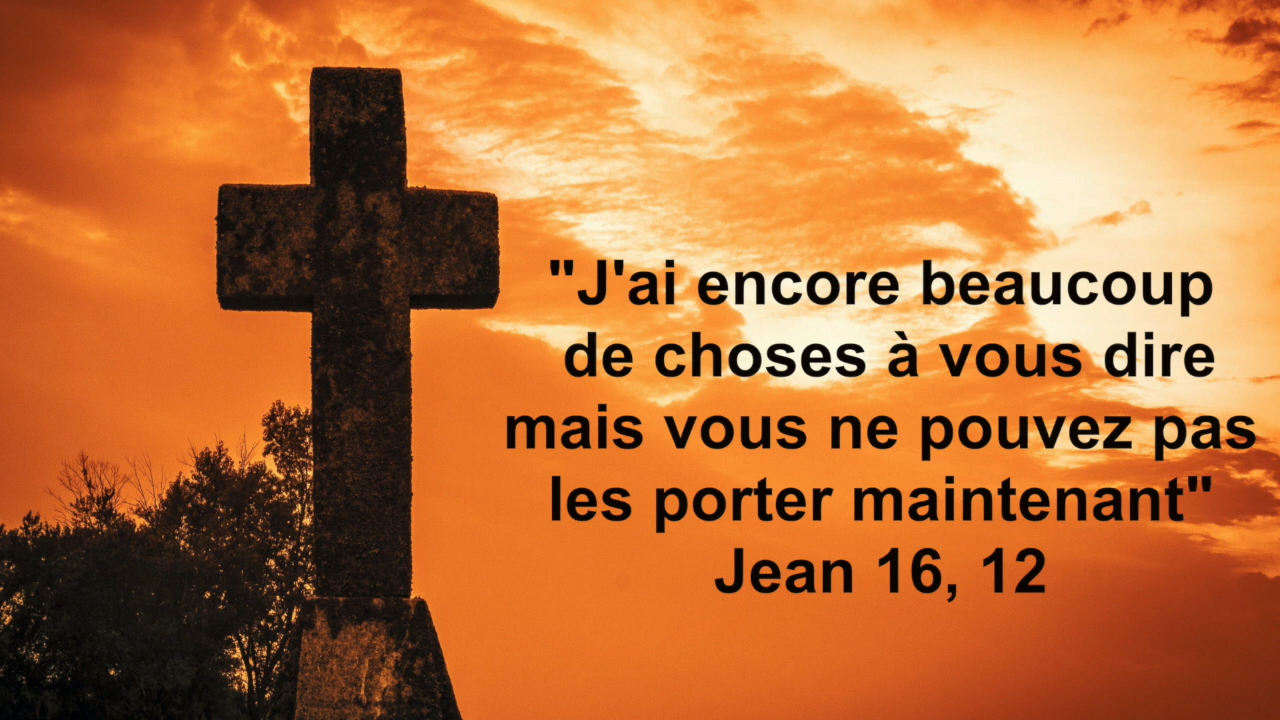 "J'ai encore beaucoup
de choses à vous dire
mais vous ne pouvez pas
les porter maintenant"
Jean 16, 12